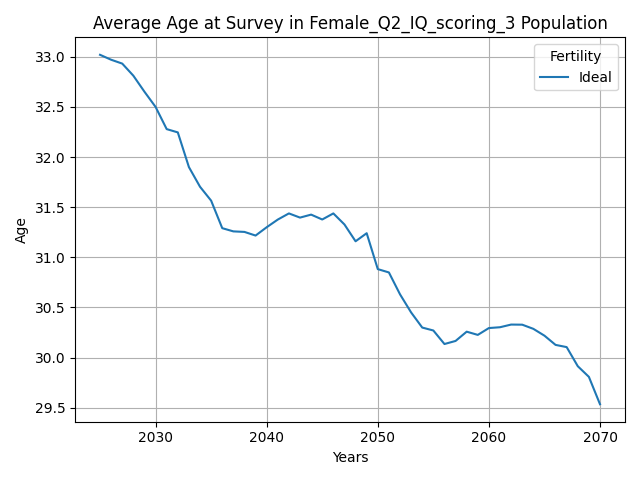 Average Age at Survey in Female_Q2_IQ_scoring_3 Population
Fertility
Ideal
33.0
32.5
32.0
31.5
31.0
30.5
30.0
29.5
Age
2030 2040 2050 2060 2070
Years